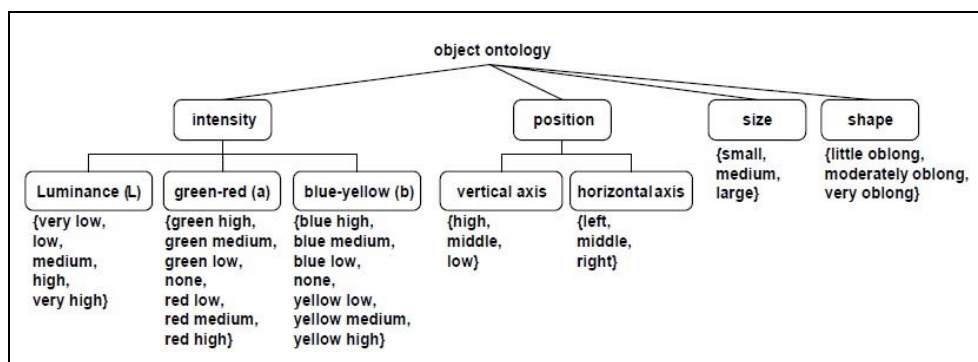 object ontology
intensity
position
size
shape
{small,
medium,
large}
{little oblong,
moderately oblong,
very oblong}
Luminance (L)
green-red (a)
blue-yellow (b)
vertical axis
horizontal axis
{very low,
low,
medium,
high,
very high}
{green high,
green medium,
green low,
none,
red low,
red medium,
red high}
{blue high,
blue medium,
blue low,
none,
yellow low,
yellow medium,
yellow high}
{high,
middle,
low}
{left,
middle,
right}